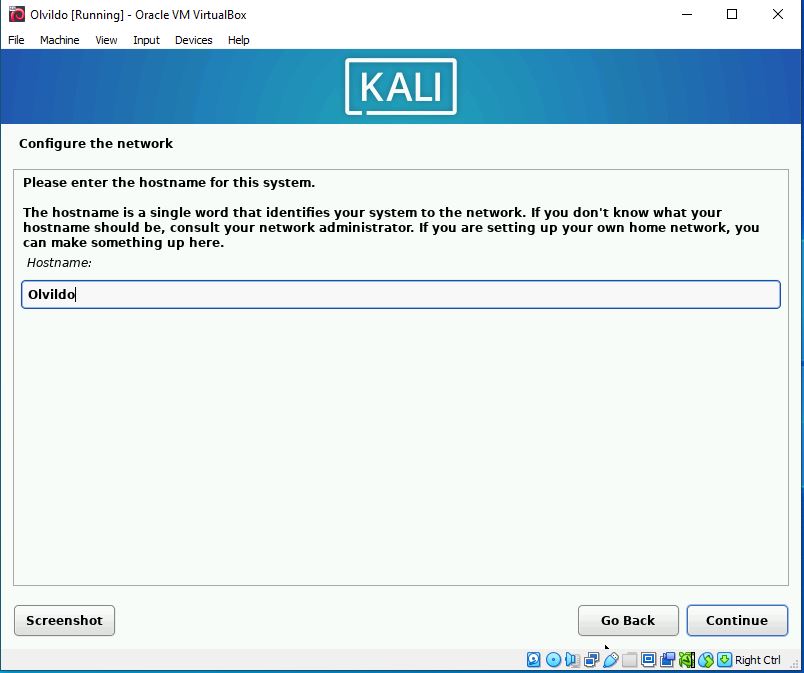 Olvildo [Running] - Oracle VM VirtualBox
File Machine View Input Devices Help
KALI
Configure the network
Please enter the hostname for this system.
The hostname is a single word that identifies your system to the network. If you don't know what your
hostname should be, consult your network administrator. If you are setting up your own home network, you
can make something up here.
Hostname:
Olvildo
Screenshot
Go Back
Continue
Right Ctrl